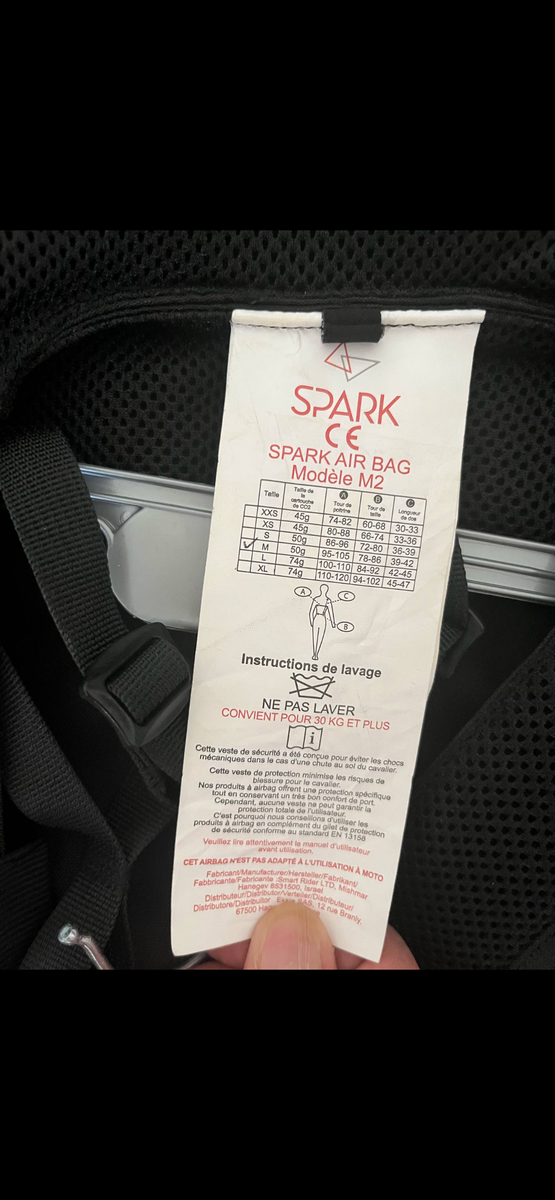 SPARK
CE
SPARK AIR BAG
Modèle M2
Taille Taille de la cartouche de CO2 A Tour de poitrine B Tour de taille C Longueur de dos
XXS 45g 74-82 60-68 30-33
XS 45g 80-88 66-74 33-36
S 50g 86-96 72-80 36-39
M 50g 95-105 78-86 39-42
L 74g 100-110 84-92 42-45
XL 74g 110-120 94-102 45-47
A C
B
Instructions de lavage
NE PAS LAVER
CONVIENT POUR 30 KG ET PLUS
i
Cette veste de sécurité a été conçue pour éviter les chocs
mécaniques dans le cas d'une chute au sol du cavalier.
Cette veste de protection minimise les risques de
blessure pour le cavalier.
Nos produits à airbag offrent une protection spécifique
tout en conservant un très bon confort de port.
Cependant, aucune veste ne peut garantir la
protection totale de l'utilisateur.
C'est pourquoi nous conseillons d'utiliser les
produits à airbag en complément du gilet de protection
de sécurité conforme au standard EN 13158
Veuillez lire attentivement le manuel d'utilisateur
avant utilisation.
CET AIRBAG N'EST PAS ADAPTÉ À L'UTILISATION À MOTO
Fabricant/Manufacturer/Hersteller/Fabrikant/
Fabbricante/Fabricante :Smart Rider LTD, Mishmar
Hanegev 8531500, Israel
Distributeur/Distributor/Verteiler/Distributeur/
Distributore/Distribuitor SAS, 12 rue Branly,
67500